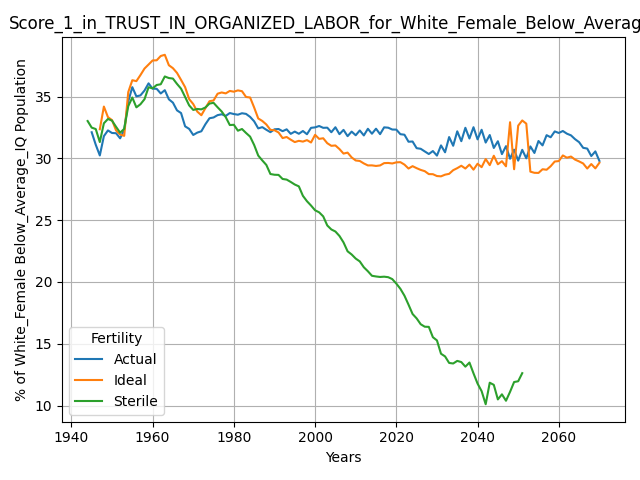 Score_1_in_TRUST_IN_ORGANIZED_LABOR_for_White_Female_Below_Averag
% of White_Female Below_Average_IQ Population
35
30
25
20
15
10
Fertility
Actual
Ideal
Sterile
1940 1960 1980 2000 2020 2040 2060
Years